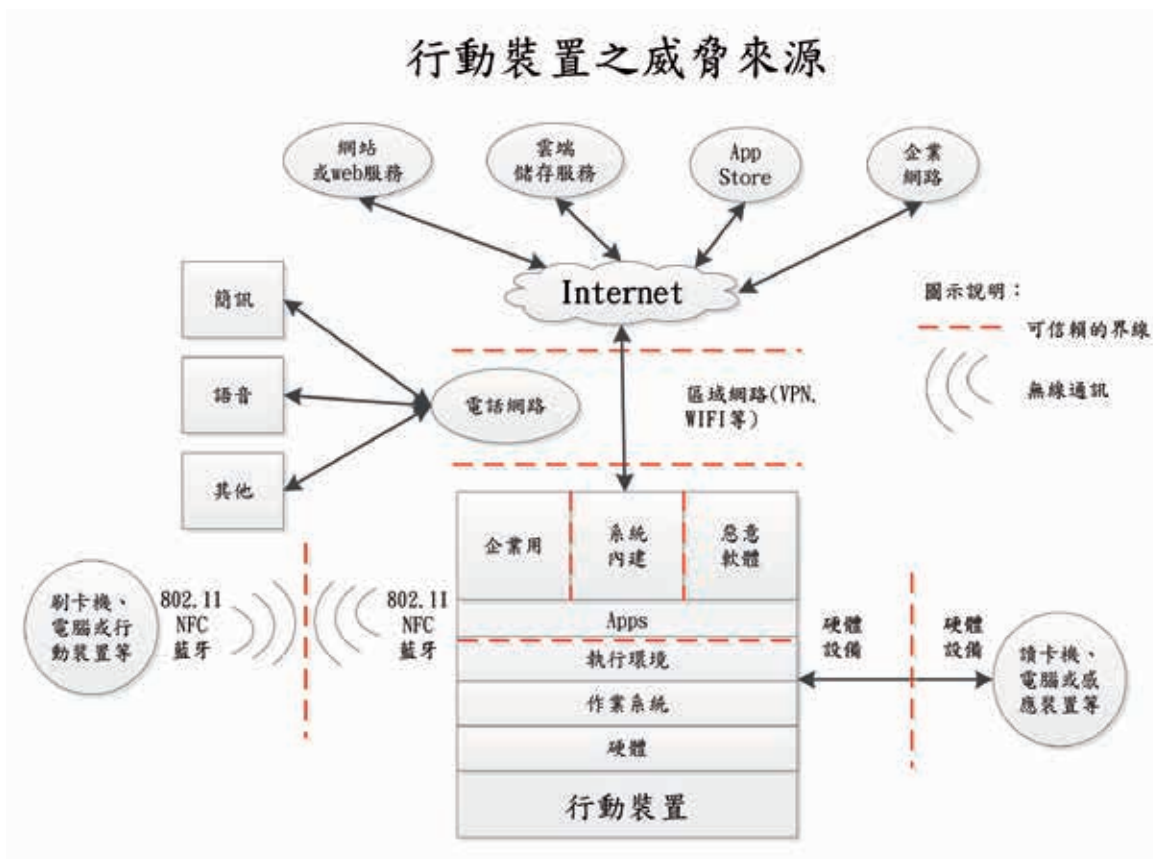 行動裝置之威脅來源
網站
或web服務
雲端
儲存服務
App
Store
企業
網路
Internet
簡訊
語音
其他
電話網路
區域網路(VPN,
WIFI等)
圖示說明：
可信賴的界線
無線通訊
企業用
系統
內建
惡意
軟體
Apps
執行環境
作業系統
硬體
行動裝置
刷卡機、
電腦或行
動裝置等
802.11
NFC
藍牙
802.11
NFC
藍牙
硬體
設備
硬體
設備
讀卡機、
電腦或感
應裝置等